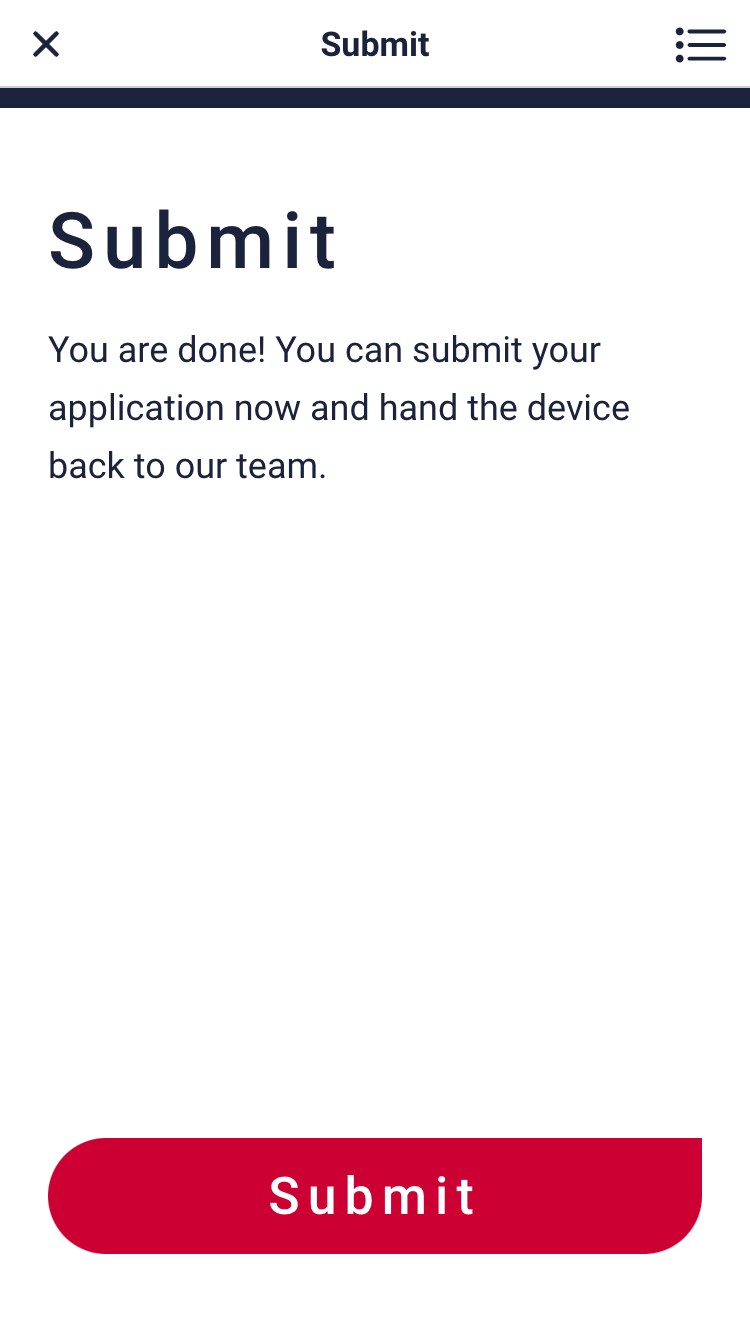 Submit
Submit
You are done! You can submit your
application now and hand the device
back to our team.
Submit